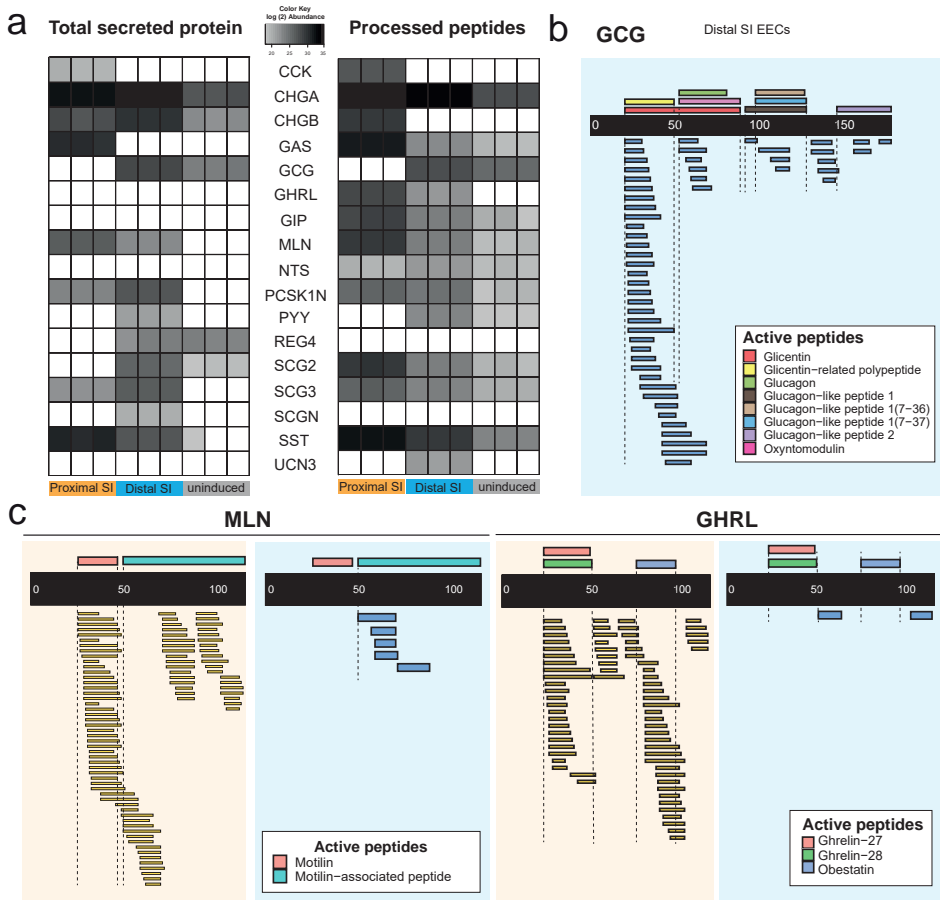 a
Total secreted protein
Color Key
log (2) Abundance
20 25 30 35
Processed peptides
CCK
CHGA
CHGB
GAS
GCG
GHRL
GIP
MLN
NTS
PCSK1N
PYY
REG4
SCG2
SCG3
SCGN
SST
UCN3
Proximal SI Distal SI uninduced
Proximal SI Distal SI uninduced
b
GCG
Distal SI EECs
0 50 100 150
Active peptides
Glicentin
Glicentin-related polypeptide
Glucagon
Glucagon-like peptide 1
Glucagon-like peptide 1(7-36)
Glucagon-like peptide 1(7-37)
Glucagon-like peptide 2
Oxyntomodulin
c
MLN
GHRL
0 50 100
0 50 100
0 50 100
0 50 100
Active peptides
Motilin
Motilin-associated peptide
Active peptides
Ghrelin-27
Ghrelin-28
Obestatin